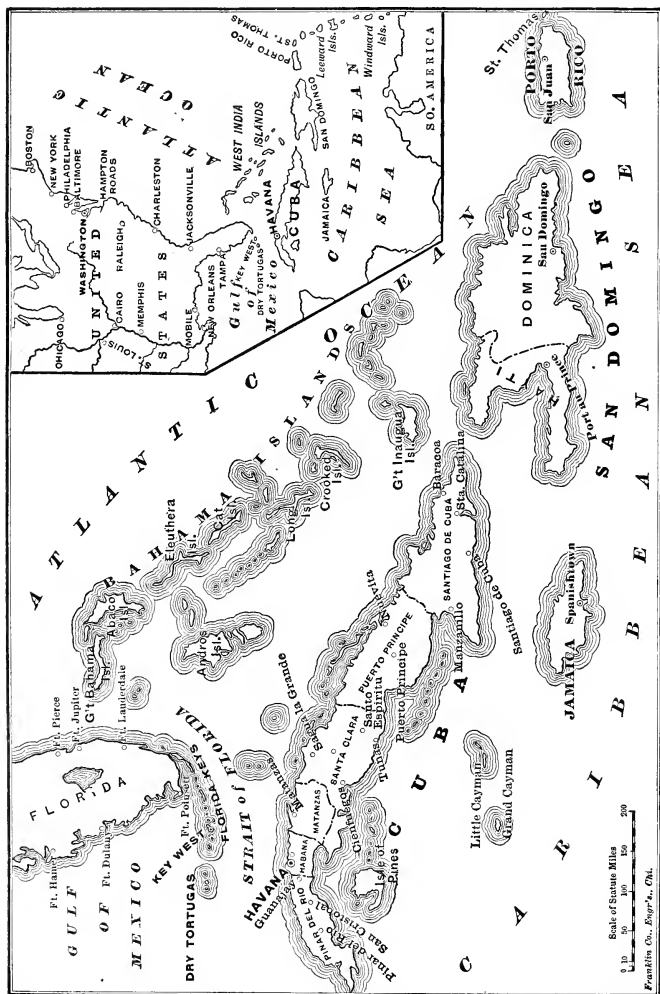 ATLANTIC OCEAN
GULF OF MEXICO
FLORIDA
Ft. Pierce
Ft. Jupiter
Ft. Lauderdale
Ft. Dulany
KEY WEST
FLORIDA KEYS
DRY TORTUGAS
STRAIT of FLORIDA
BAHAMA ISLANDS
G't Bahama Isl.
Abaco Isl.
Eleuthera Isl.
Andros Isl.
Cat Isl.
Long Isl.
Crooked Isl.
G't Inaugua Isl.
HAVANA
Guanajay
PINAR DEL RIO
HABANA
MATANZAS
Matanzas
Pinar del Rio
San Cristobal
Isle of Pines
Cienfuegos
SANTA CLARA
Sagua la Grande
Tunas
Santo Espiritu
PUERTO PRINCIPE
Puerto Principe
CUBA
SANTIAGO DE CUBA
Manzanillo
Santiago de Cuba
Baracoa
Sta. Catalina
Little Cayman
Grand Cayman
JAMAICA
Spanishtown
HAYTI
Port au Prince
DOMINICA
San Domingo
SAN DOMINGO
PORTO RICO
San Juan
St. Thomas
CARIBBEAN SEA
Scale of Statute Miles
0 10 50 100 150 200
Franklin Co., Engr's., Chi.
CHICAGO
BOSTON
NEW YORK
PHILADELPHIA
BALTIMORE
WASHINGTON
HAMPTON ROADS
UNITED STATES
ST. LOUIS
CAIRO
RALEIGH
MEMPHIS
CHARLESTON
JACKSONVILLE
MOBILE
NEW ORLEANS
TAMPA
Gulf of Mexico
KEY WEST
DRY TORTUGAS
HAVANA
CUBA
WEST INDIA ISLANDS
ATLANTIC OCEAN
JAMAICA
SAN DOMINGO
PORTO RICO
ST. THOMAS
Leeward Isls.
Windward Isls.
CARIBBEAN SEA
SO. AMERICA